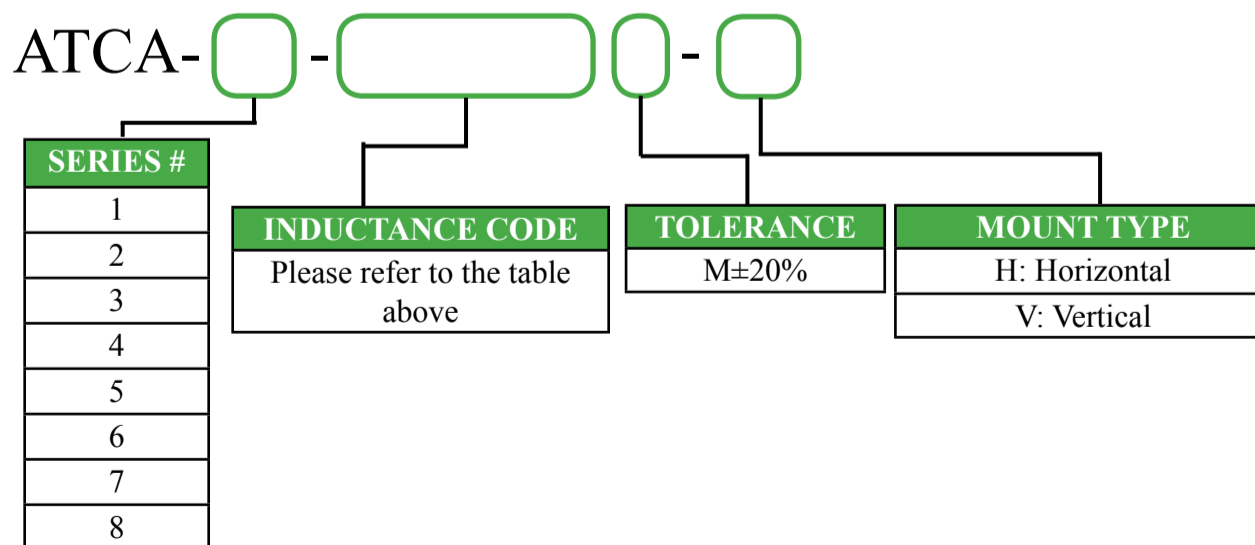 ATCA- - -
SERIES #
1
2
3
4
5
6
7
8
INDUCTANCE CODE
Please refer to the table
above
TOLERANCE
M±20%
MOUNT TYPE
H: Horizontal
V: Vertical